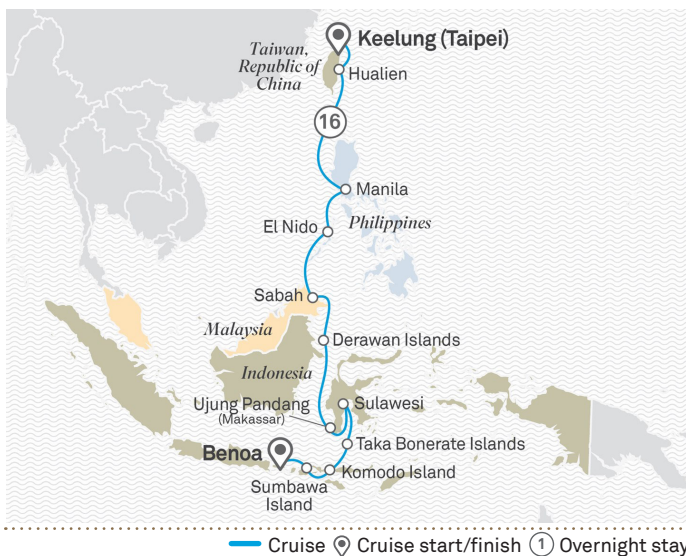 Keelung (Taipei)
Taiwan,
Republic of
China
Hualien
16
Manila
El Nido
Philippines
Sabah
Malaysia
Derawan Islands
Indonesia
Ujung Pandang
(Makassar)
Sulawesi
Taka Bonerate Islands
Benoa
Komodo Island
Sumbawa
Island
Cruise
Cruise start/finish
1
Overnight stay